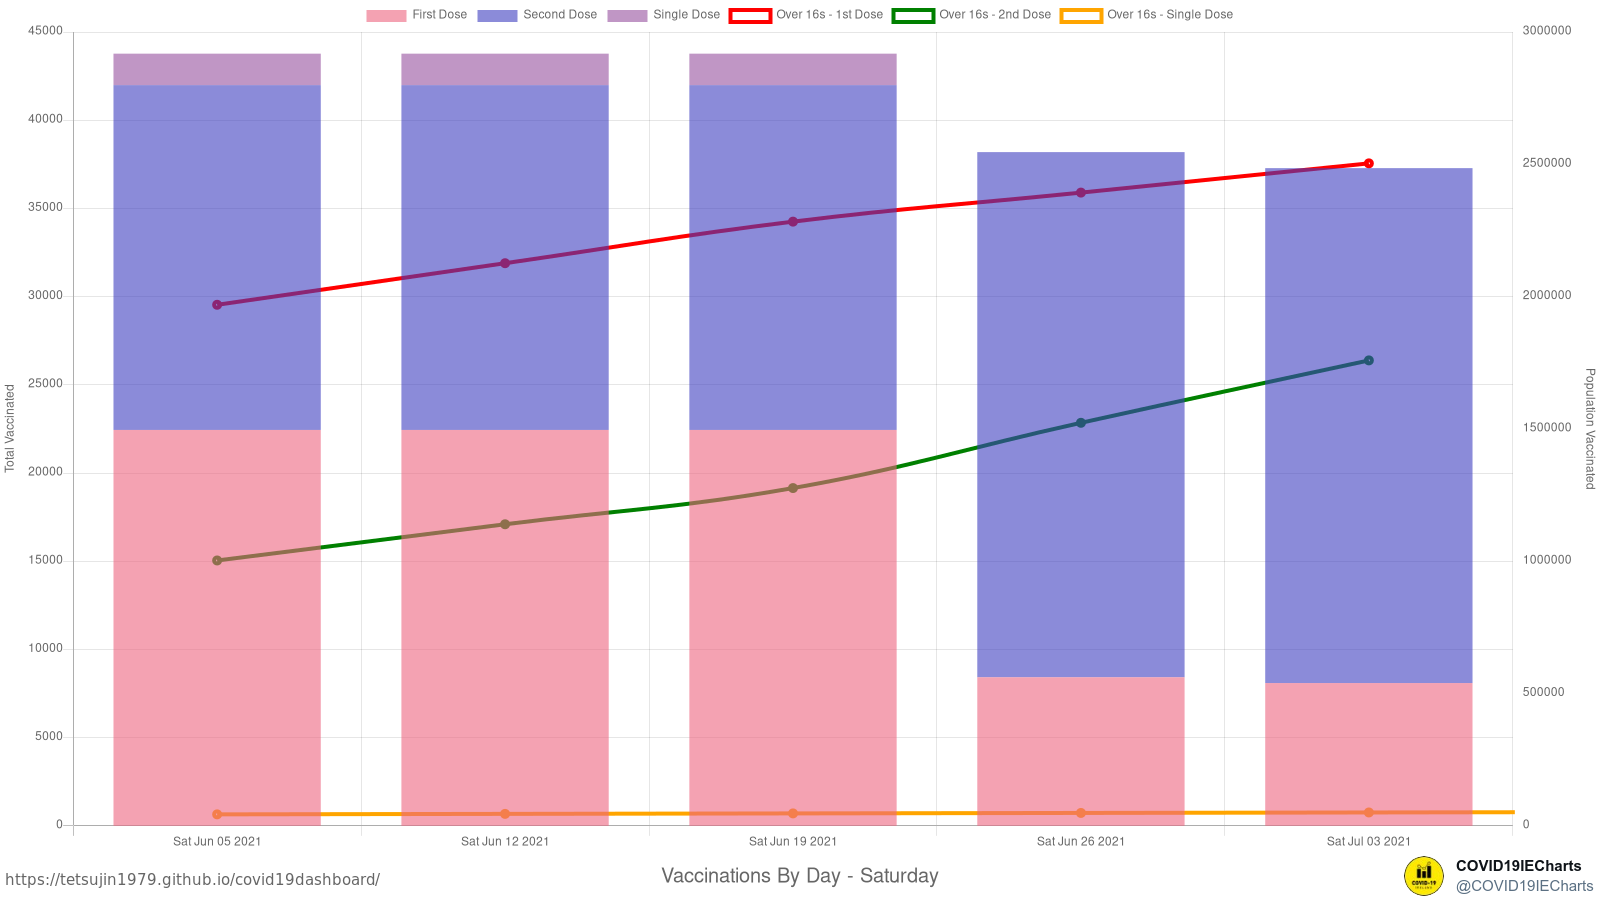 First Dose Second Dose Single Dose Over 16s - 1st Dose Over 16s - 2nd Dose Over 16s - Single Dose
45000
40000
35000
30000
25000
20000
15000
10000
5000
0
Total Vaccinated
3000000
2500000
2000000
1500000
1000000
500000
0
Population Vaccinated
Sat Jun 05 2021 Sat Jun 12 2021 Sat Jun 19 2021 Sat Jun 26 2021 Sat Jul 03 2021
https://tetsujin1979.github.io/covid19dashboard/
Vaccinations By Day - Saturday
COVID-19
IRELAND
COVID19IECharts
@COVID19IECharts